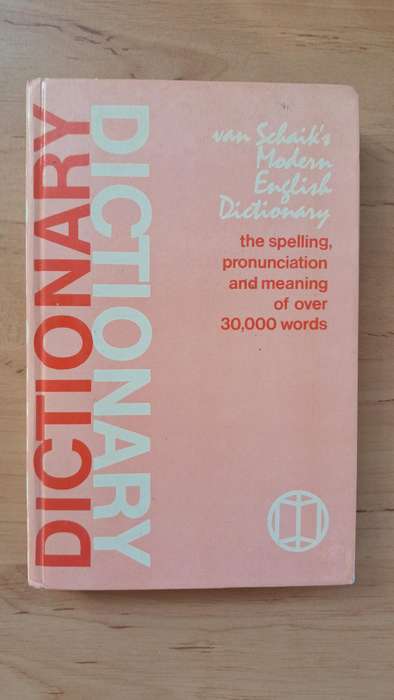 DICTIONARY
DICTIONARY
van Schaik's
Modern
English
Dictionary
the spelling,
pronunciation
and meaning
of over
30,000 words